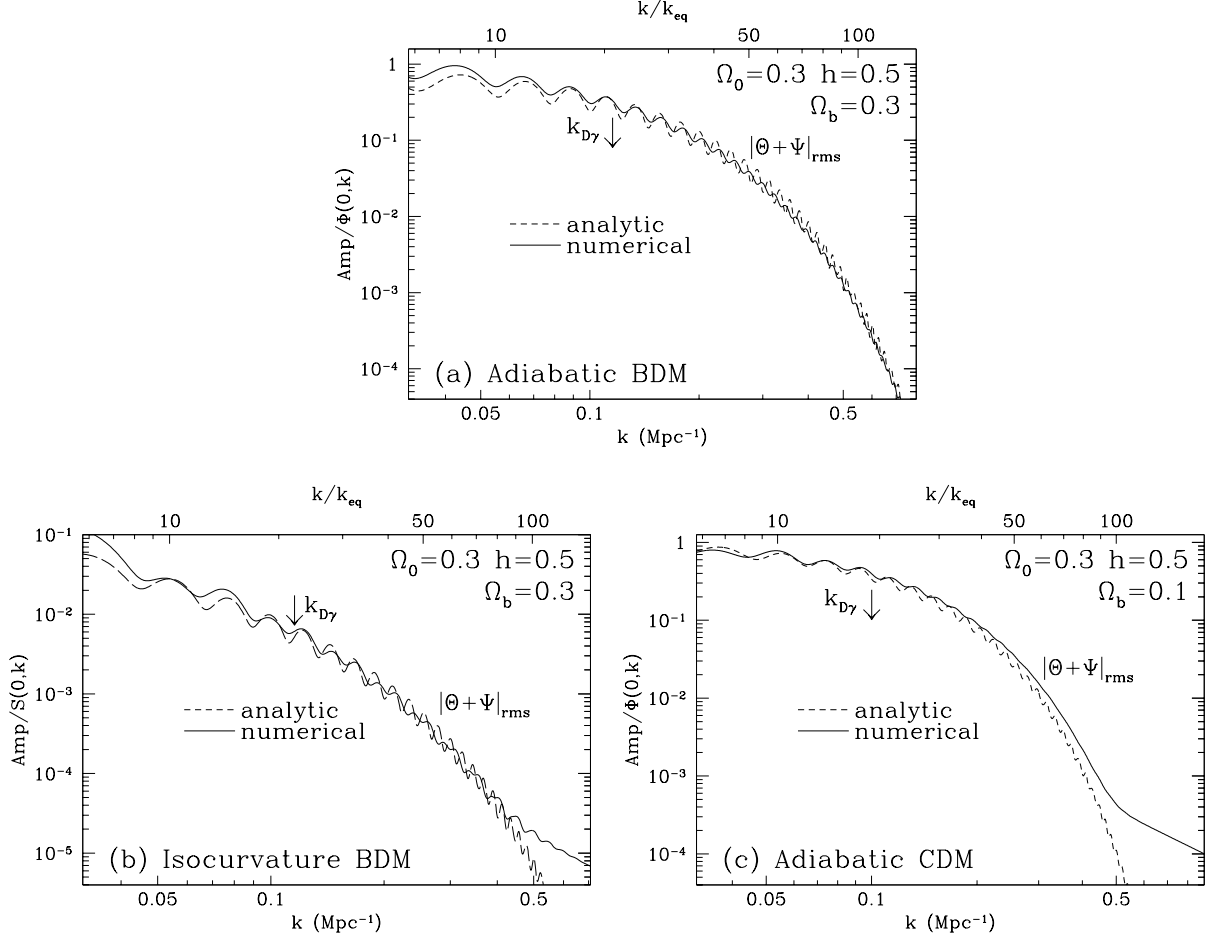 k/k_eq
10 50 100
Ω₀=0.3 h=0.5
Ω_b=0.3
1
10⁻¹
10⁻²
10⁻³
10⁻⁴
Amp/Φ(0,k)
k_Dγ
|Θ+Ψ|_rms
analytic
numerical
(a) Adiabatic BDM
0.05 0.1 0.5
k (Mpc⁻¹)
k/k_eq
10 50 100
Ω₀=0.3 h=0.5
Ω_b=0.3
10⁻¹
10⁻²
10⁻³
10⁻⁴
10⁻⁵
Amp/S(0,k)
k_Dγ
|Θ+Ψ|_rms
analytic
numerical
(b) Isocurvature BDM
0.05 0.1 0.5
k (Mpc⁻¹)
k/k_eq
10 50 100
Ω₀=0.3 h=0.5
Ω_b=0.1
1
10⁻¹
10⁻²
10⁻³
10⁻⁴
Amp/Φ(0,k)
k_Dγ
|Θ+Ψ|_rms
analytic
numerical
(c) Adiabatic CDM
0.05 0.1 0.5
k (Mpc⁻¹)